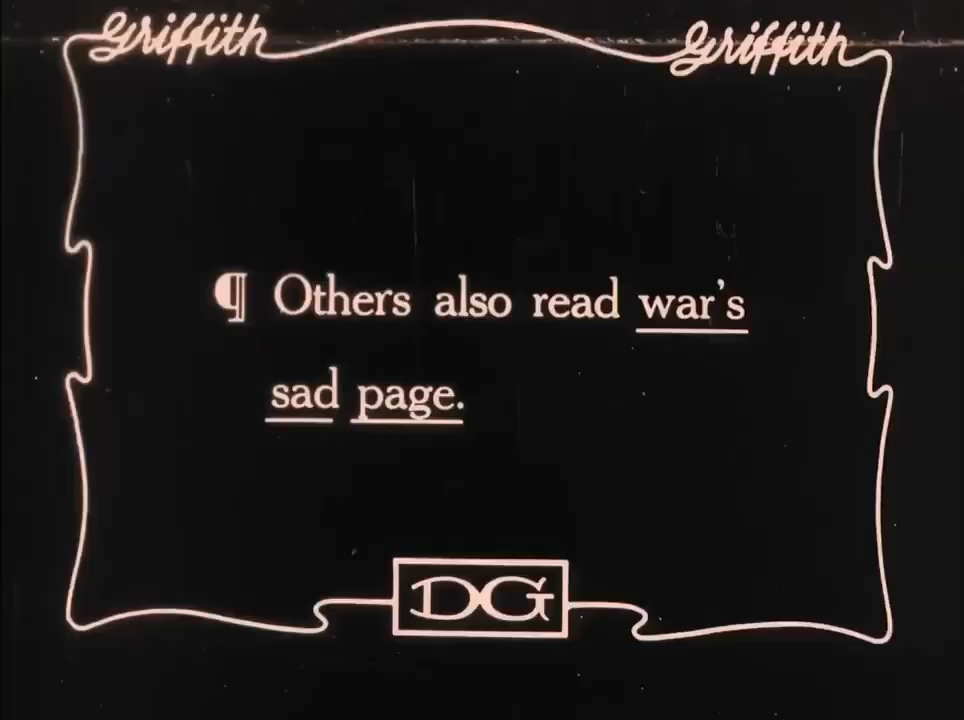 Griffith Griffith
¶ Others also read war's
sad page.
DG